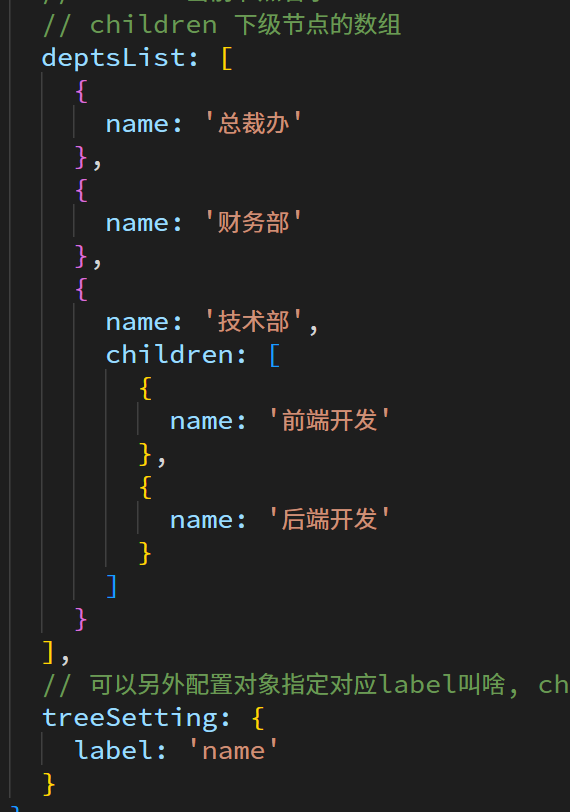 // children 下级节点的数组
deptsList: [
{
name: '总裁办'
},
{
name: '财务部'
},
{
name: '技术部',
children: [
{
name: '前端开发'
},
{
name: '后端开发'
}
]
}
],
// 可以另外配置对象指定对应label叫啥, ch
treeSetting: {
label: 'name'
}